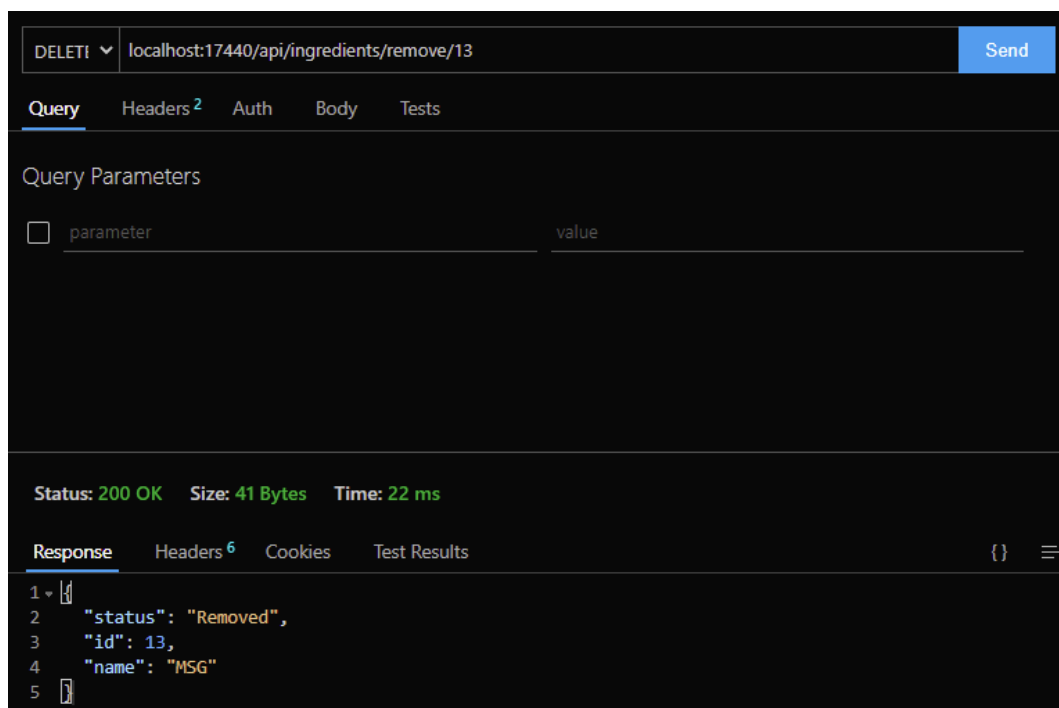 DELETE localhost:17440/api/ingredients/remove/13 Send
Query Headers 2 Auth Body Tests
Query Parameters
parameter value
Status: 200 OK Size: 41 Bytes Time: 22 ms
Response Headers 6 Cookies Test Results { }
1 {
2 "status": "Removed",
3 "id": 13,
4 "name": "MSG"
5 }